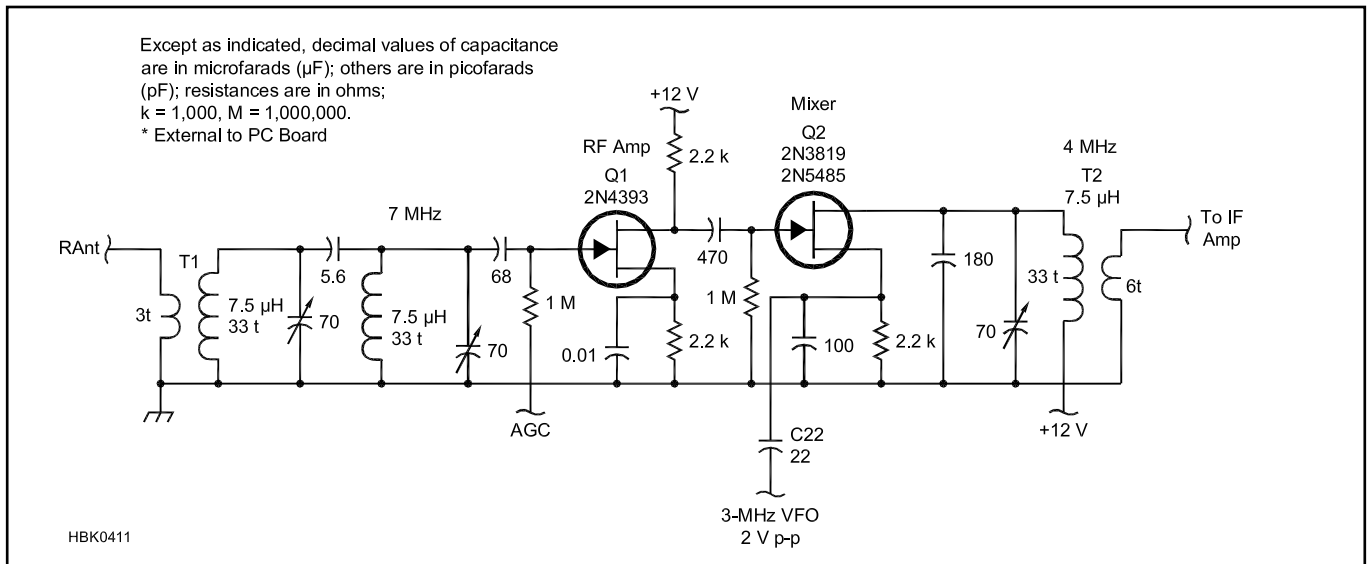 Except as indicated, decimal values of capacitance
are in microfarads (µF); others are in picofarads
(pF); resistances are in ohms;
k = 1,000, M = 1,000,000.
* External to PC Board
+12 V
2.2 k
RF Amp
Q1
2N4393
Mixer
Q2
2N3819
2N5485
4 MHz
T2
7.5 µH
7 MHz
RAnt
T1
3t
7.5 µH
33 t
70
5.6
7.5 µH
33 t
70
68
1 M
AGC
0.01
2.2 k
470
1 M
100
2.2 k
C22
22
3-MHz VFO
2 V p-p
180
70
33 t
6t
+12 V
To IF
Amp
HBK0411